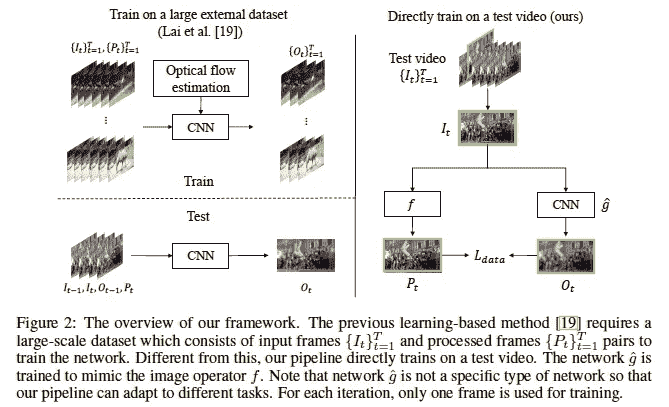 Train on a large external dataset
(Lai et al. [19])
{I_t}_{t=1}^T, {P_t}_{t=1}^T
{O_t}_{t=1}^T
Optical flow
estimation
CNN
Train
Test
CNN
I_{t-1}, I_t, O_{t-1}, P_t
O_t
Directly train on a test video (ours)
Test video
{I_t}_{t=1}^T
I_t
f
CNN
ĝ
L_{data}
P_t
O_t
Figure 2: The overview of our framework. The previous learning-based method [19] requires a
large-scale dataset which consists of input frames {I_t}_{t=1}^T and processed frames {P_t}_{t=1}^T pairs to
train the network. Different from this, our pipeline directly trains on a test video. The network ĝ is
trained to mimic the image operator f. Note that network ĝ is not a specific type of network so that
our pipeline can adapt to different tasks. For each iteration, only one frame is used for training.